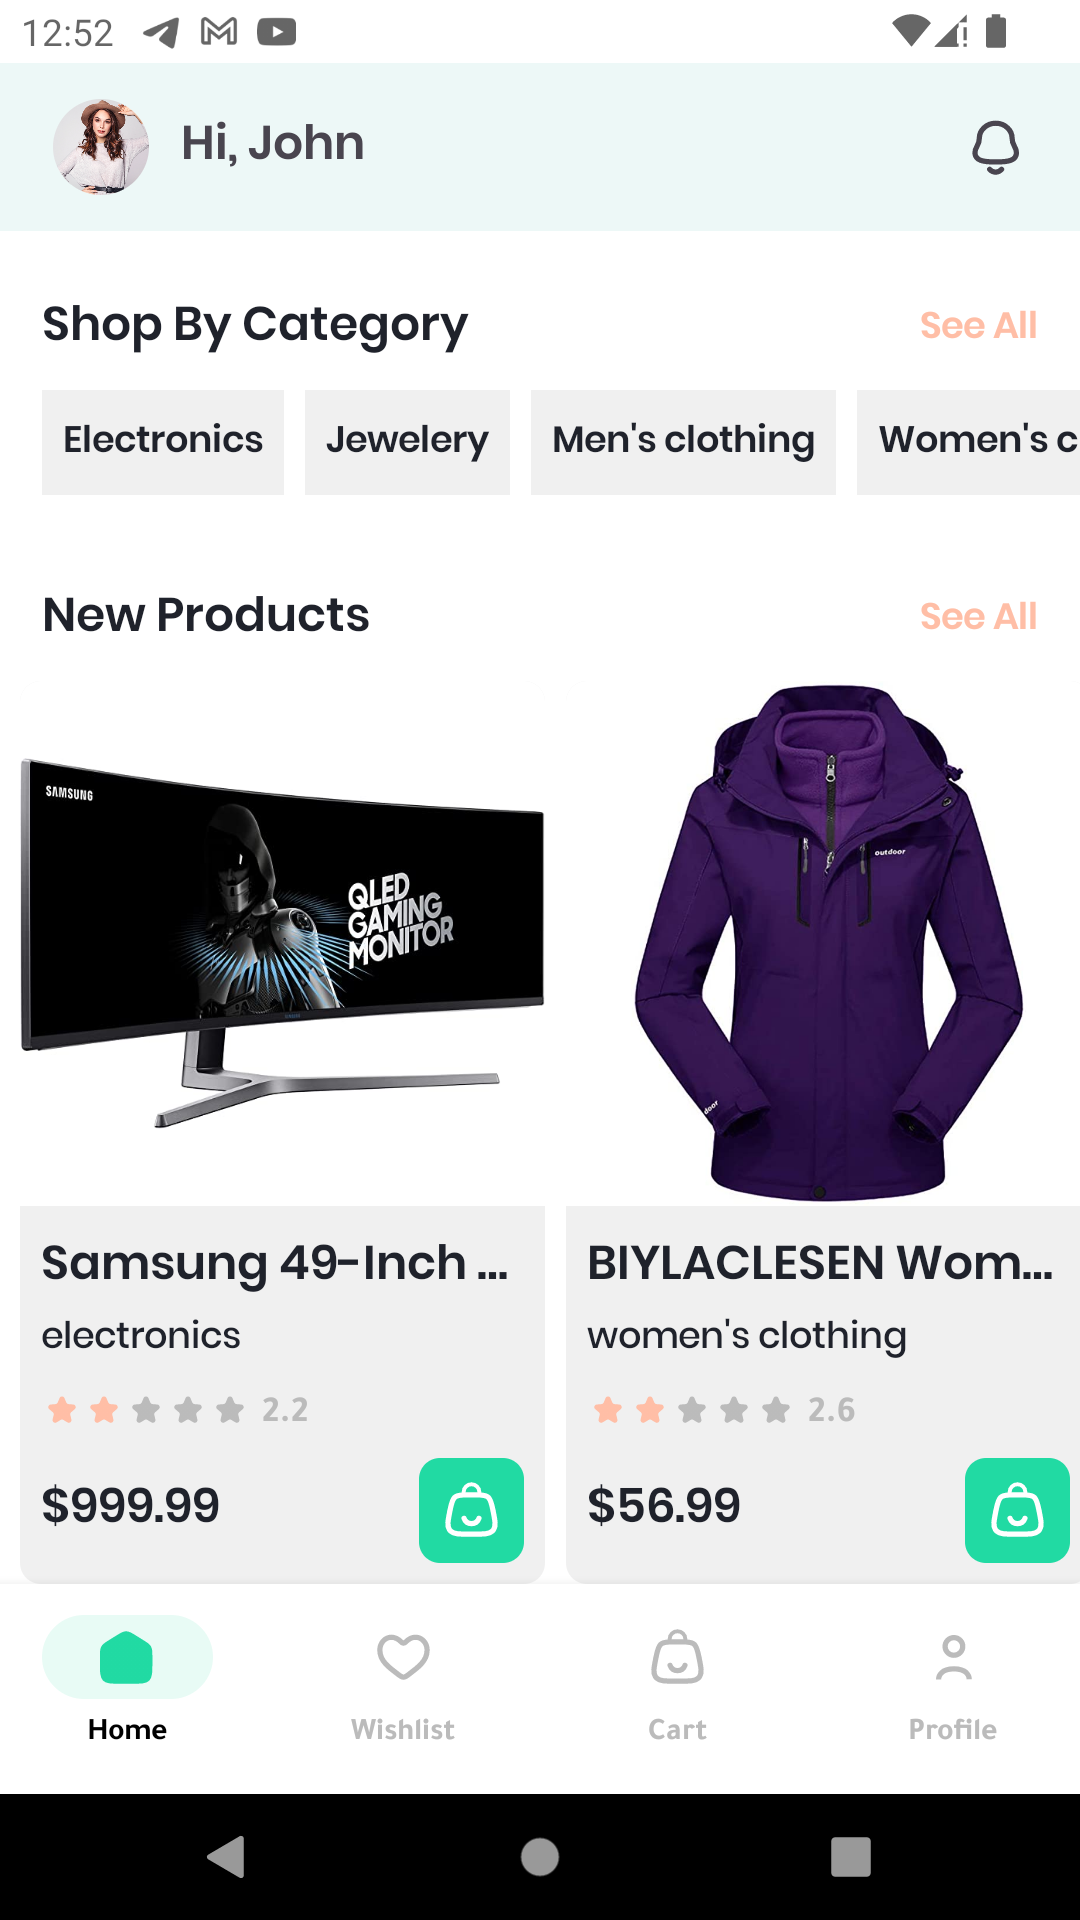 12:52
Hi, John
Shop By Category
See All
Electronics
Jewelery
Men's clothing
Women's c
New Products
See All
SAMSUNG
QLED
GAMING
MONITOR
outdoor
door
Samsung 49-Inch ...
BIYLACLESEN Wom...
electronics
women's clothing
2.2
2.6
$999.99
$56.99
Home
Wishlist
Cart
Profile